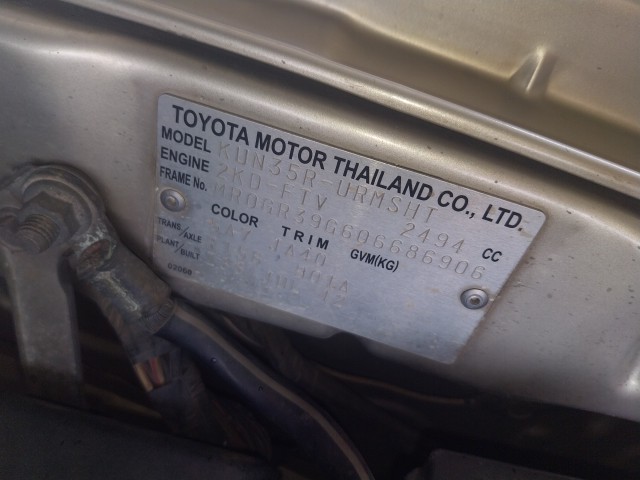 TOYOTA MOTOR THAILAND CO., LTD.
MODEL KUN35R-URMSHT
ENGINE 2KD-FTV 2494 CC
FRAME No. MR0GR39G606686906
COLOR TRIM GVM(KG)
TRANS/AXLE
PLANT/BUILT
02008